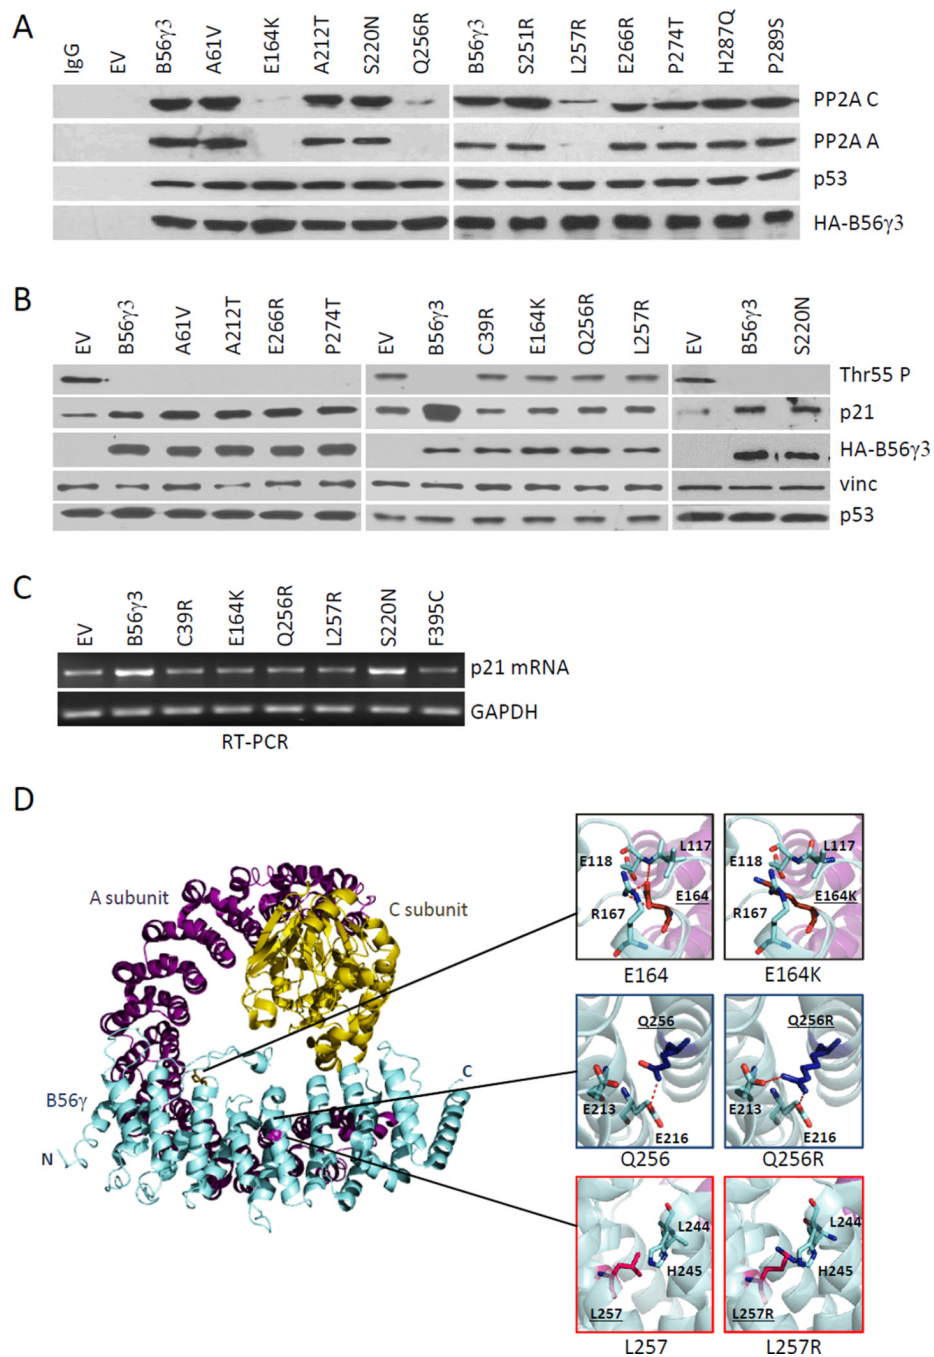 A
IgG EV B56γ3 A61V E164K A212T S220N Q256R B56γ3 S251R L257R E266R P274T H287Q P289S
PP2A C
PP2A A
p53
HA-B56γ3
B
EV B56γ3 A61V A212T E266R P274T EV B56γ3 C39R E164K Q256R L257R EV B56γ3 S220N
Thr55 P
p21
HA-B56γ3
vinc
p53
C
EV B56γ3 C39R E164K Q256R L257R S220N F395C
p21 mRNA
GAPDH
RT-PCR
D
A subunit
C subunit
B56γ
N
C
E118 L117
E164
R167
E164
E118 L117
E164K
R167
E164K
Q256
E213
E216
Q256
Q256R
E213
E216
Q256R
L244
H245
L257
L257
L244
H245
L257R
L257R